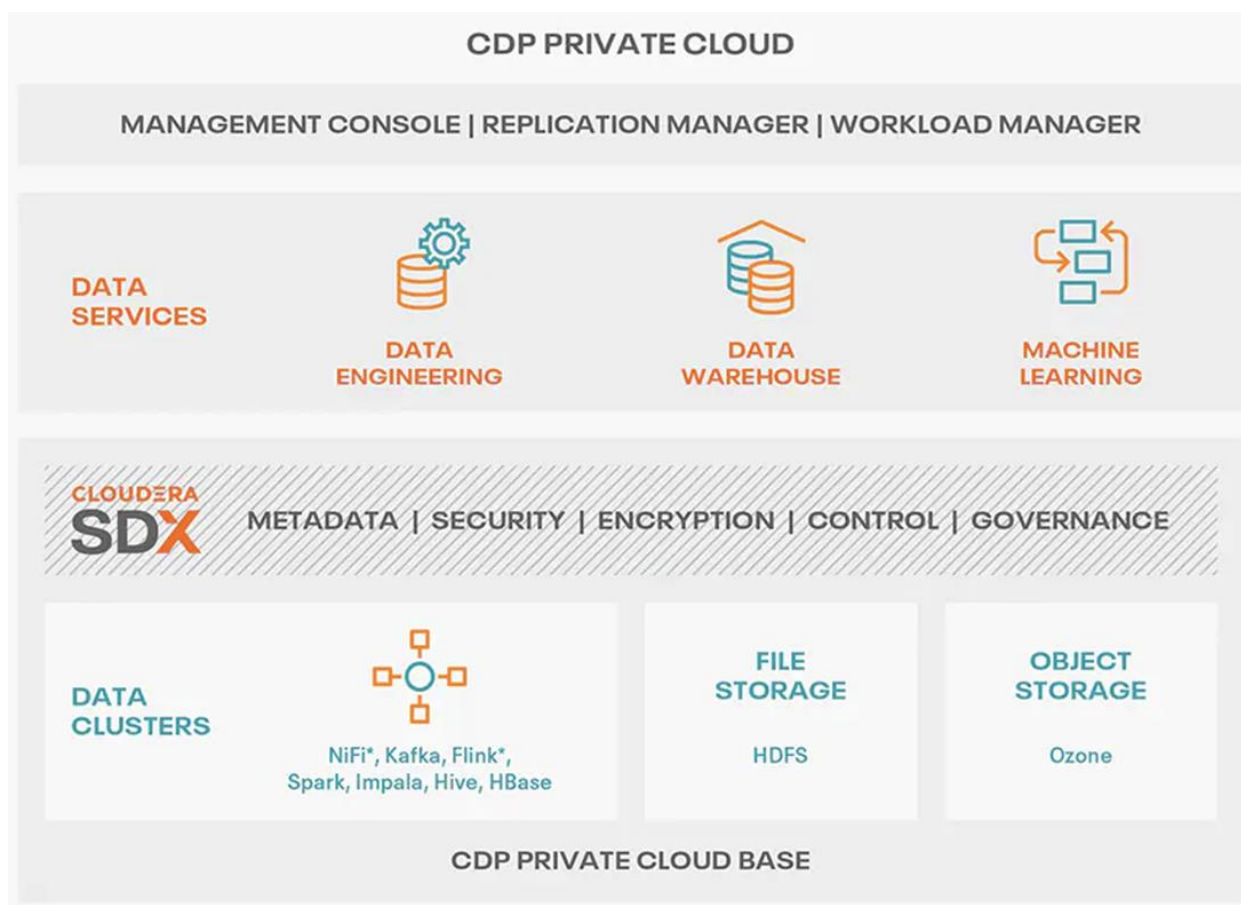 CDP PRIVATE CLOUD
MANAGEMENT CONSOLE | REPLICATION MANAGER | WORKLOAD MANAGER
DATA
SERVICES
DATA
ENGINEERING
DATA
WAREHOUSE
MACHINE
LEARNING
CLOUDERA
SDX
METADATA | SECURITY | ENCRYPTION | CONTROL | GOVERNANCE
DATA
CLUSTERS
NiFi*, Kafka, Flink*,
Spark, Impala, Hive, HBase
FILE
STORAGE
HDFS
OBJECT
STORAGE
Ozone
CDP PRIVATE CLOUD BASE